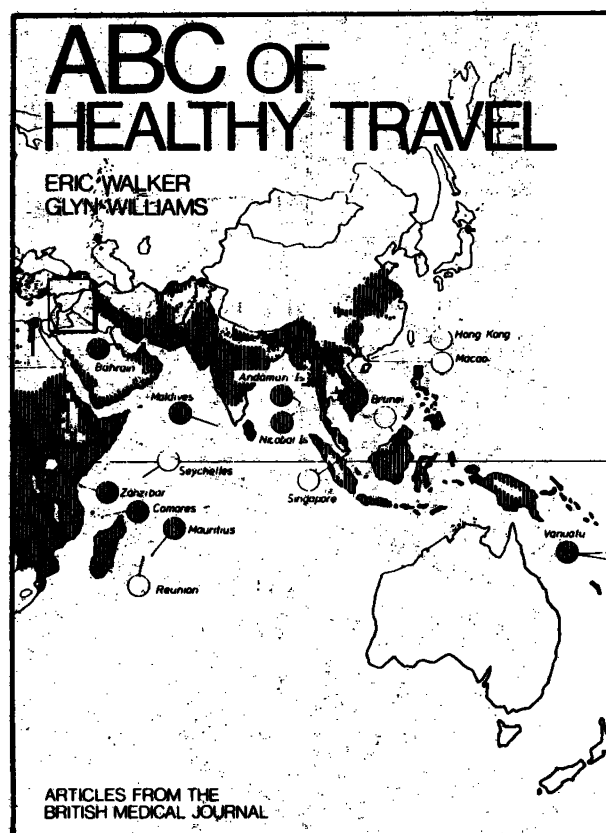 ABC OF
HEALTHY TRAVEL
ERIC WALKER
GLYN WILLIAMS
Hong Kong
Macao
Bahrain
Andaman Is
Maldives
Brunei
Nicobar Is
Seychelles
Singapore
Zanzibar
Comores
Mauritius
Vanuatu
Reunion
ARTICLES FROM THE
BRITISH MEDICAL JOURNAL